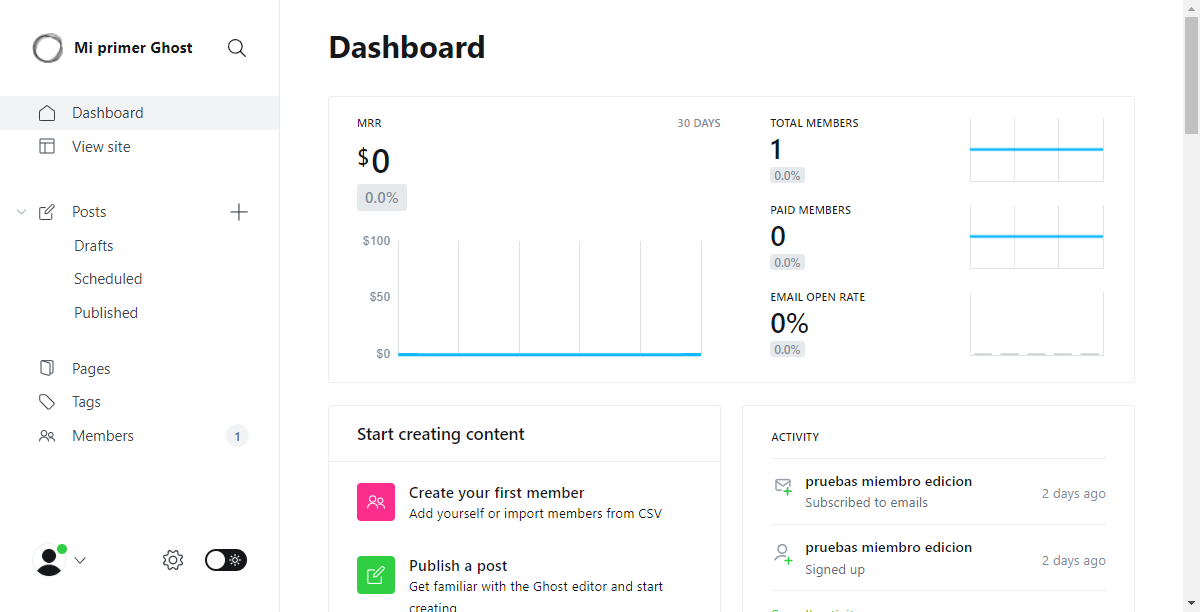 Mi primer Ghost
Dashboard
View site
Posts
Drafts
Scheduled
Published
Pages
Tags
Members
1
Dashboard
MRR
30 DAYS
$0
0.0%
$100
$50
$0
TOTAL MEMBERS
1
0.0%
PAID MEMBERS
0
0.0%
EMAIL OPEN RATE
0%
0.0%
Start creating content
Create your first member
Add yourself or import members from CSV
Publish a post
Get familiar with the Ghost editor and start
creating
ACTIVITY
pruebas miembro edicion
Subscribed to emails
2 days ago
pruebas miembro edicion
Signed up
2 days ago